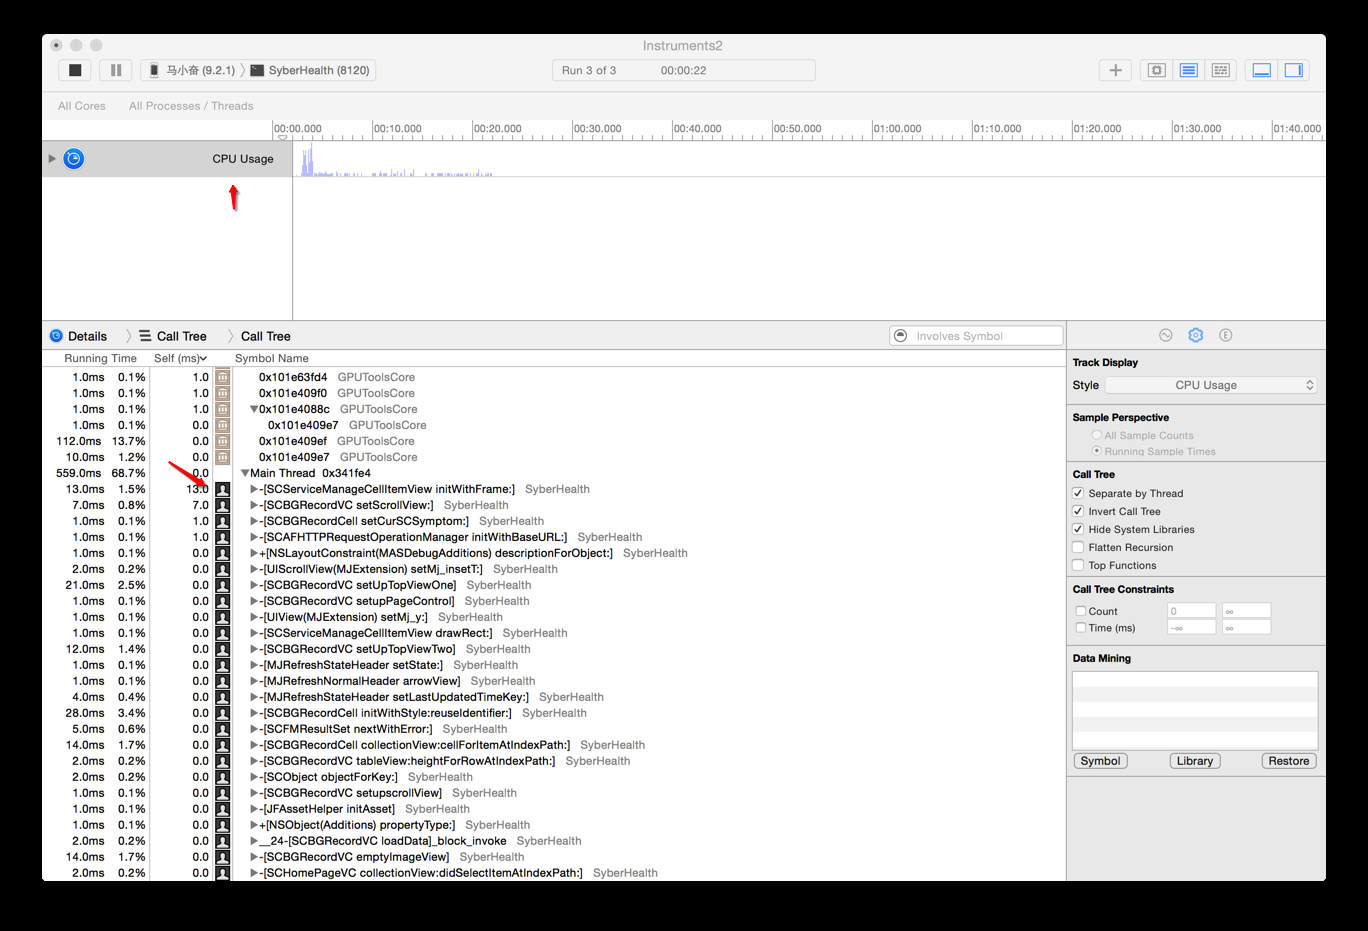 Instruments2
马小奋 (9.2.1) SyberHealth (8120) Run 3 of 3 00:00:22
All Cores All Processes / Threads
00:00.000 00:10.000 00:20.000 00:30.000 00:40.000 00:50.000 01:00.000 01:10.000 01:20.000 01:30.000 01:40.000
CPU Usage
Details Call Tree Call Tree Involves Symbol
Running Time Self (ms) Symbol Name
1.0ms 0.1% 1.0 0x101e63fd4 GPUToolsCore
1.0ms 0.1% 1.0 0x101e409f0 GPUToolsCore
1.0ms 0.1% 1.0 0x101e4088c GPUToolsCore
1.0ms 0.1% 0.0 0x101e409e7 GPUToolsCore
112.0ms 13.7% 0.0 0x101e409ef GPUToolsCore
10.0ms 1.2% 0.0 0x101e409e7 GPUToolsCore
559.0ms 68.7% 0.0 Main Thread 0x341fe4
13.0ms 1.5% 13.0 -[SCServiceManageCellItemView initWithFrame:] SyberHealth
7.0ms 0.8% 7.0 -[SCBGRecordVC setScrollView:] SyberHealth
1.0ms 0.1% 1.0 -[SCBGRecordCell setCurSCSymptom:] SyberHealth
1.0ms 0.1% 1.0 -[SCAFHTTPRequestOperationManager initWithBaseURL:] SyberHealth
1.0ms 0.1% 0.0 +[NSLayoutConstraint(MASDebugAdditions) descriptionForObject:] SyberHealth
2.0ms 0.2% 0.0 -[UIScrollView(MJExtension) setMj_insetT:] SyberHealth
21.0ms 2.5% 0.0 -[SCBGRecordVC setUpTopViewOne] SyberHealth
1.0ms 0.1% 0.0 -[SCBGRecordVC setupPageControl] SyberHealth
1.0ms 0.1% 0.0 -[UIView(MJExtension) setMj_y:] SyberHealth
1.0ms 0.1% 0.0 -[SCServiceManageCellItemView drawRect:] SyberHealth
12.0ms 1.4% 0.0 -[SCBGRecordVC setUpTopViewTwo] SyberHealth
1.0ms 0.1% 0.0 -[MJRefreshStateHeader setState:] SyberHealth
1.0ms 0.1% 0.0 -[MJRefreshNormalHeader arrowView] SyberHealth
4.0ms 0.4% 0.0 -[MJRefreshStateHeader setLastUpdatedTimeKey:] SyberHealth
28.0ms 3.4% 0.0 -[SCBGRecordCell initWithStyle:reuseIdentifier:] SyberHealth
5.0ms 0.6% 0.0 -[SCFMResultSet nextWithError:] SyberHealth
14.0ms 1.7% 0.0 -[SCBGRecordCell collectionView:cellForItemAtIndexPath:] SyberHealth
2.0ms 0.2% 0.0 -[SCBGRecordVC tableView:heightForRowAtIndexPath:] SyberHealth
2.0ms 0.2% 0.0 -[SCObject objectForKey:] SyberHealth
1.0ms 0.1% 0.0 -[SCBGRecordVC setupscrollView] SyberHealth
1.0ms 0.1% 0.0 -[JFAssetHelper initAsset] SyberHealth
1.0ms 0.1% 0.0 +[NSObject(Additions) propertyType:] SyberHealth
2.0ms 0.2% 0.0 __24-[SCBGRecordVC loadData]_block_invoke SyberHealth
14.0ms 1.7% 0.0 -[SCBGRecordVC emptyImageView] SyberHealth
2.0ms 0.2% 0.0 -[SCHomePageVC collectionView:didSelectItemAtIndexPath:] SyberHealth
E
Track Display
Style CPU Usage
Sample Perspective
All Sample Counts
Running Sample Times
Call Tree
Separate by Thread
Invert Call Tree
Hide System Libraries
Flatten Recursion
Top Functions
Call Tree Constraints
Count 0 ∞
Time (ms) -∞ ∞
Data Mining
Symbol Library Restore